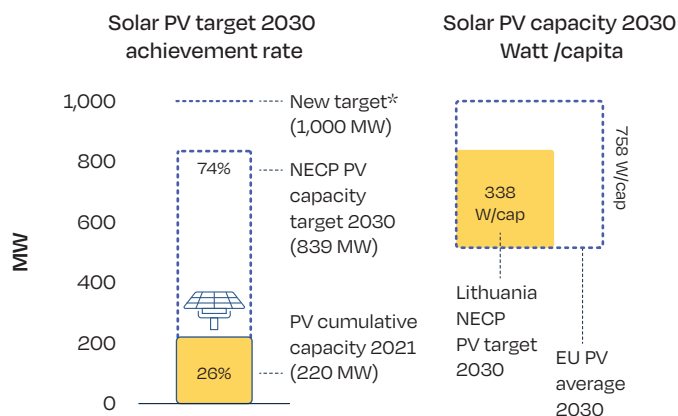 Solar PV target 2030
achievement rate
MW
1,000
800
600
400
200
0
74%
26%
New target*
(1,000 MW)
NECP PV
capacity
target 2030
(839 MW)
PV cumulative
capacity 2021
(220 MW)
Solar PV capacity 2030
Watt /capita
758 W/cap
338
W/cap
Lithuania
NECP
PV target
2030
EU PV
average
2030